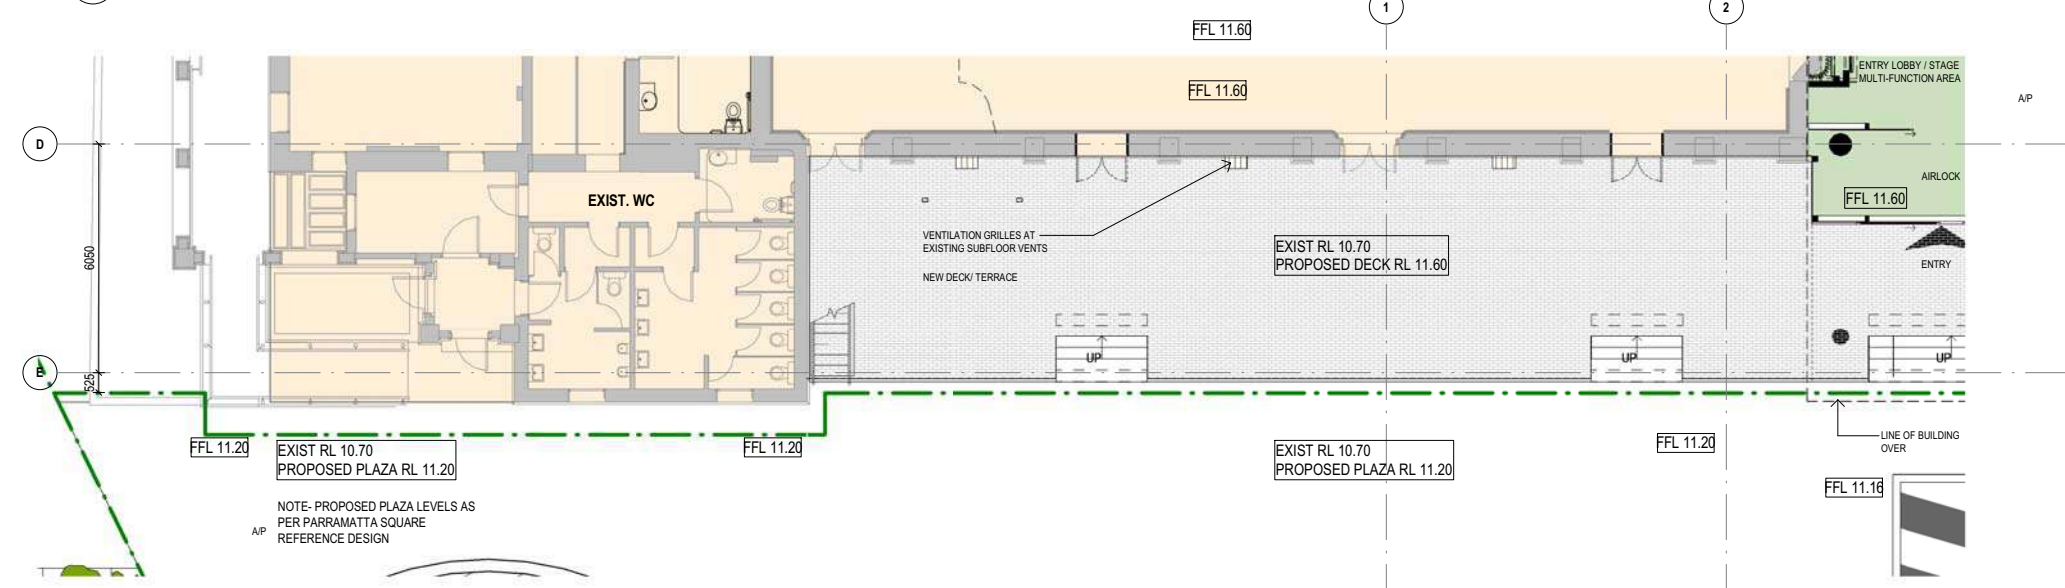 1
2
FFL 11.60
ENTRY LOBBY / STAGE
MULTI-FUNCTION AREA
FFL 11.60
A/P
D
AIRLOCK
EXIST. WC
FFL 11.60
VENTILATION GRILLES AT
EXISTING SUBFLOOR VENTS
EXIST RL 10.70
PROPOSED DECK RL 11.60
6050
NEW DECK/ TERRACE
ENTRY
UP
UP
UP
E
525
FFL 11.20
EXIST RL 10.70
PROPOSED PLAZA RL 11.20
FFL 11.20
EXIST RL 10.70
PROPOSED PLAZA RL 11.20
FFL 11.20
LINE OF BUILDING
OVER
FFL 11.16
NOTE- PROPOSED PLAZA LEVELS AS
PER PARRAMATTA SQUARE
REFERENCE DESIGN
A/P